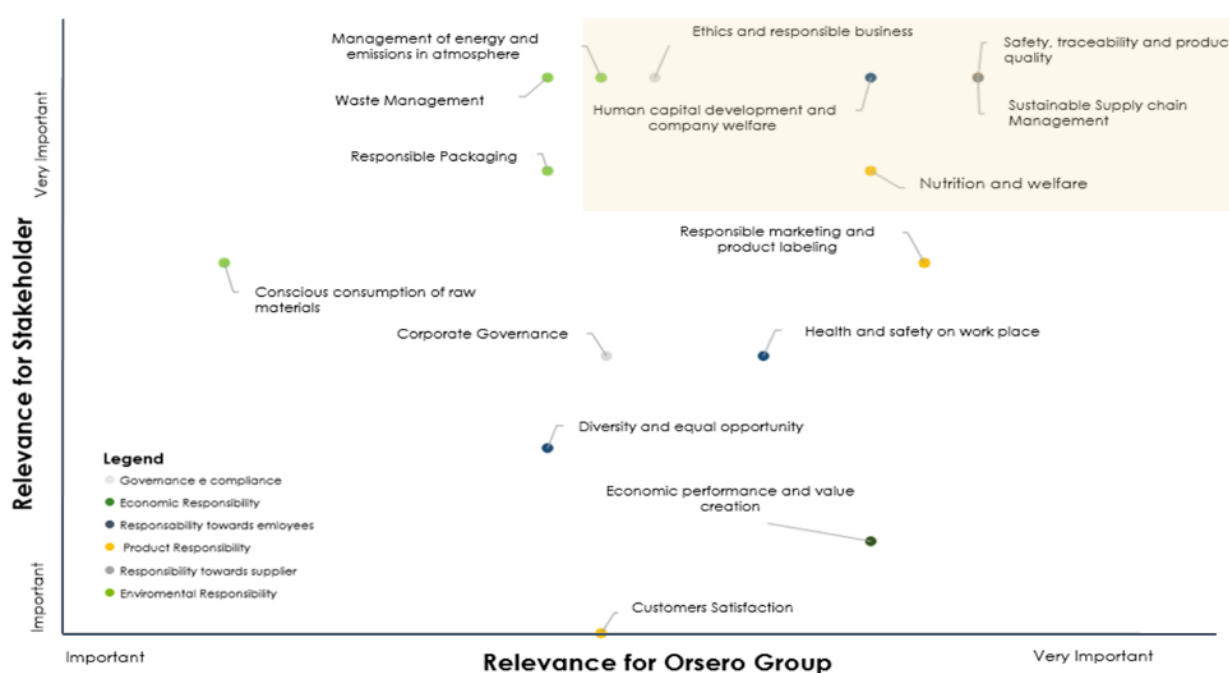 Management of energy and
emissions in atmosphere
Ethics and responsible business
Safety, traceability and product
quality
Waste Management
Human capital development and
company welfare
Sustainable Supply chain
Management
Responsible Packaging
Nutrition and welfare
Very Important
Responsible marketing and
product labeling
Conscious consumption of raw
materials
Corporate Governance
Health and safety on work place
Relevance for Stakeholder
Diversity and equal opportunity
Economic performance and value
creation
Legend
Governance e compliance
Economic Responsibility
Responsability towards emloyees
Product Responsibility
Responsibility towards supplier
Enviromental Responsibility
Customers Satisfaction
Important
Important
Relevance for Orsero Group
Very Important